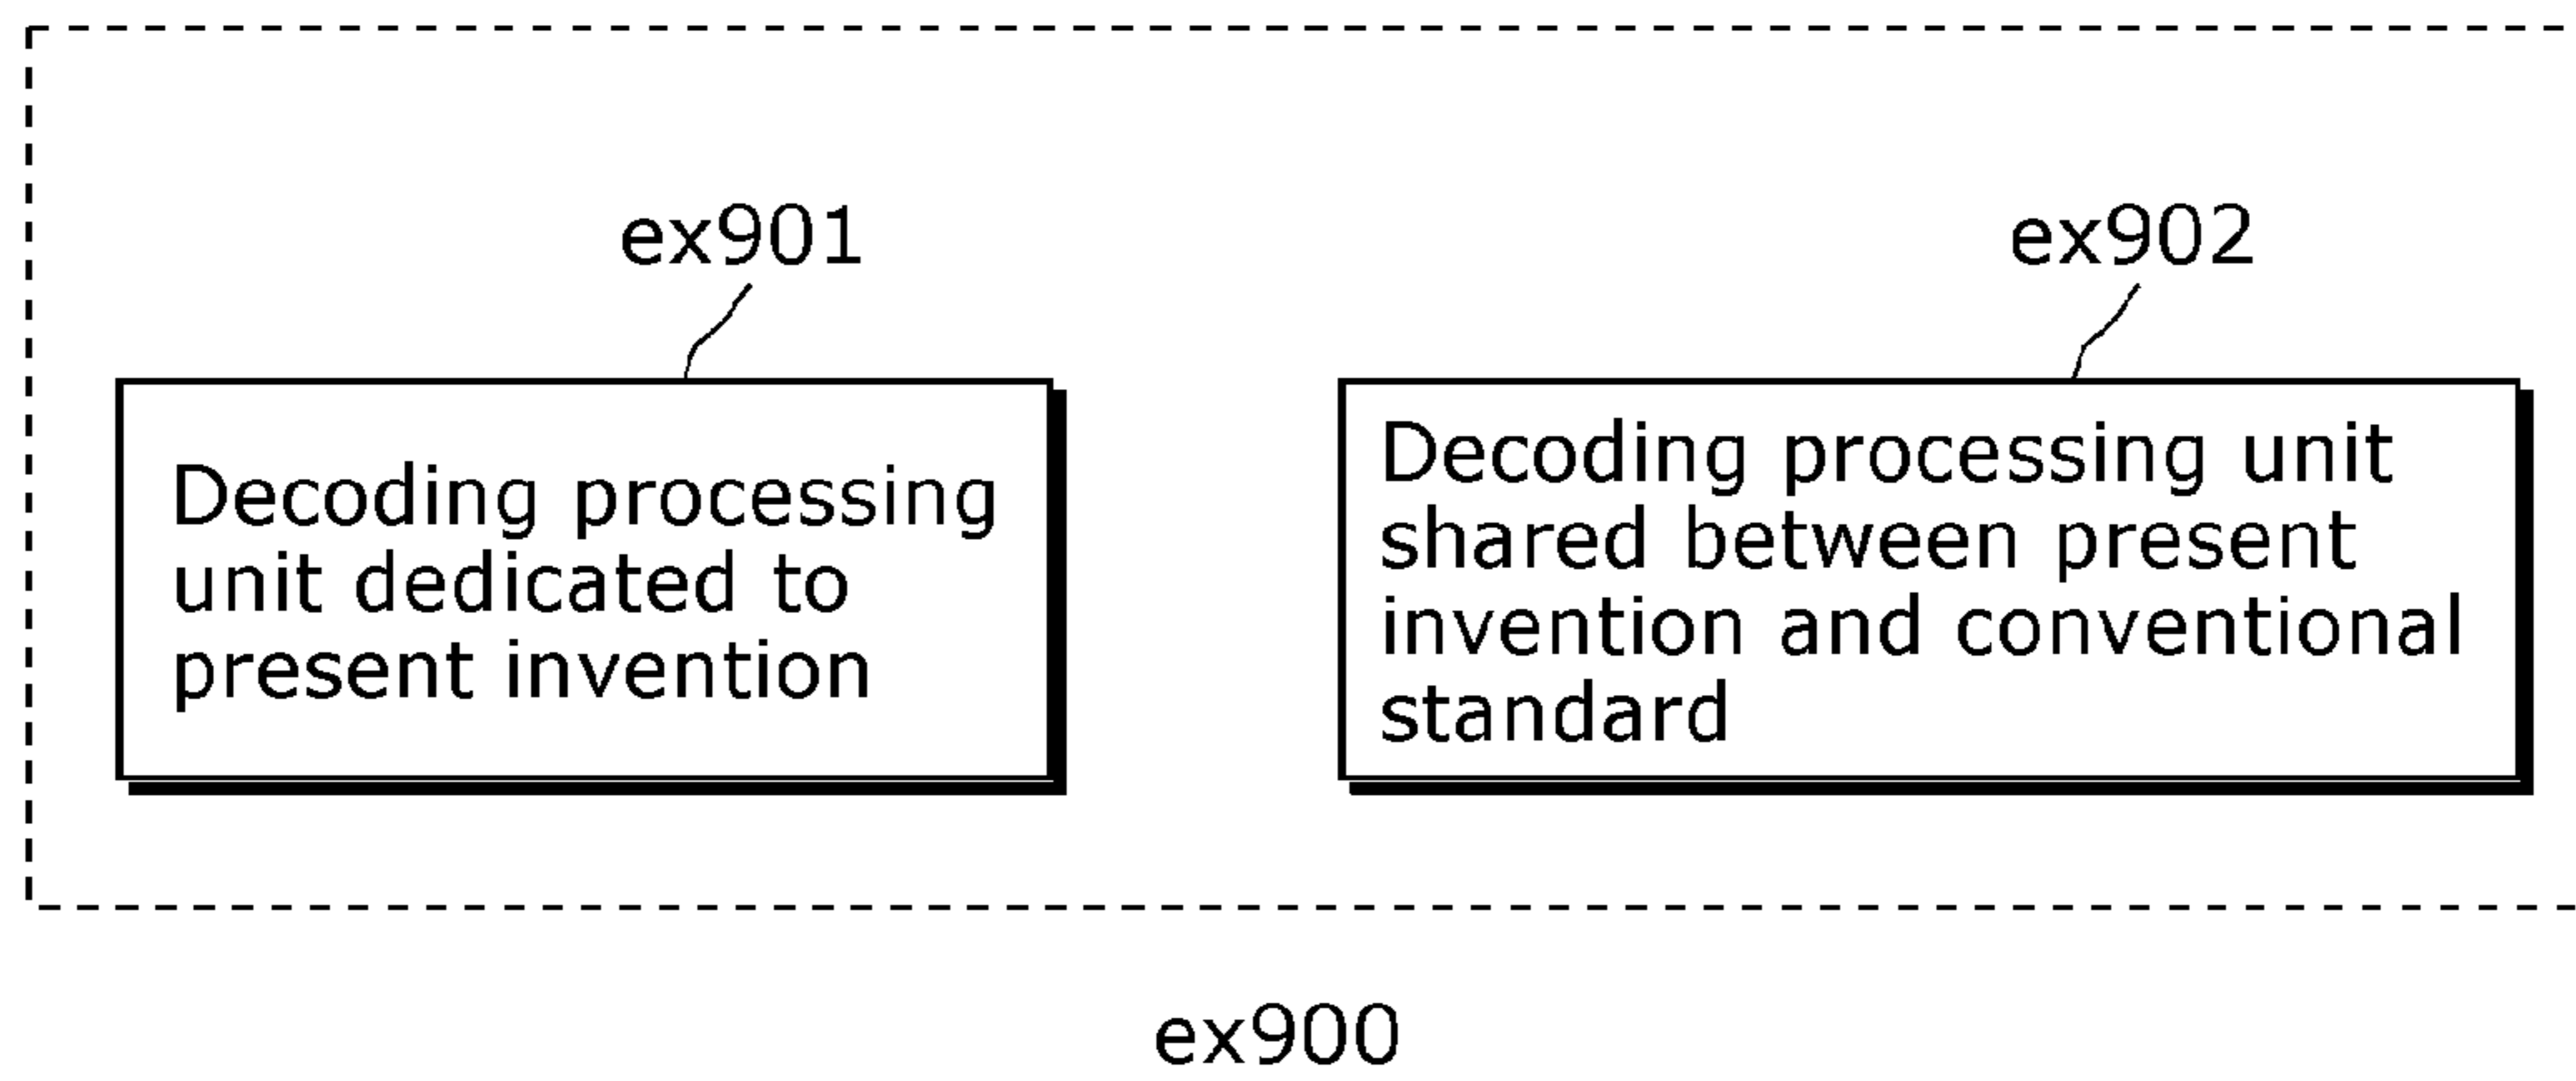 ex901
ex902
Decoding processing
unit dedicated to
present invention
Decoding processing unit
shared between present
invention and conventional
standard
ex900